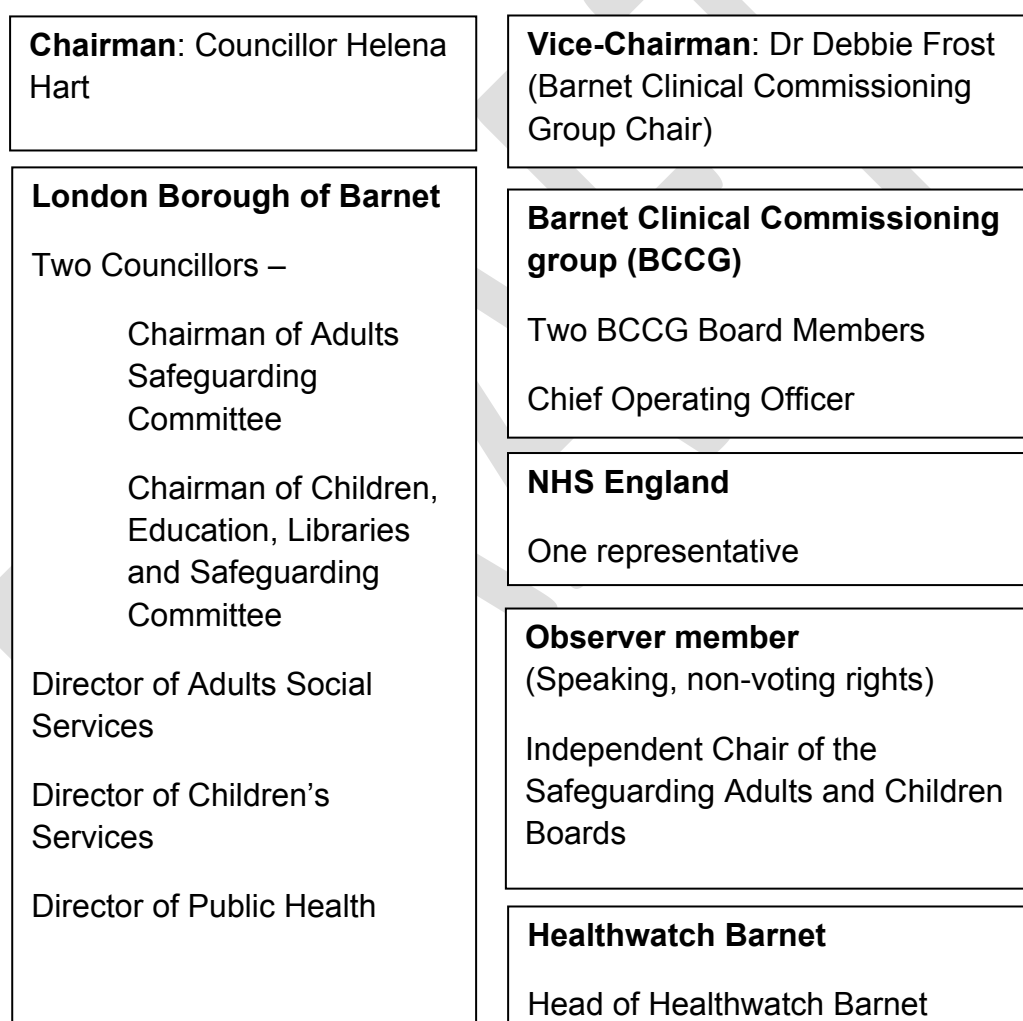 Chairman: Councillor Helena
Hart
Vice-Chairman: Dr Debbie Frost
(Barnet Clinical Commissioning
Group Chair)
London Borough of Barnet
Two Councillors –
Chairman of Adults
Safeguarding
Committee
Chairman of Children,
Education, Libraries
and Safeguarding
Committee
Director of Adults Social
Services
Director of Children’s
Services
Director of Public Health
Barnet Clinical Commissioning
group (BCCG)
Two BCCG Board Members
Chief Operating Officer
NHS England
One representative
Observer member
(Speaking, non-voting rights)
Independent Chair of the
Safeguarding Adults and Children
Boards
Healthwatch Barnet
Head of Healthwatch Barnet